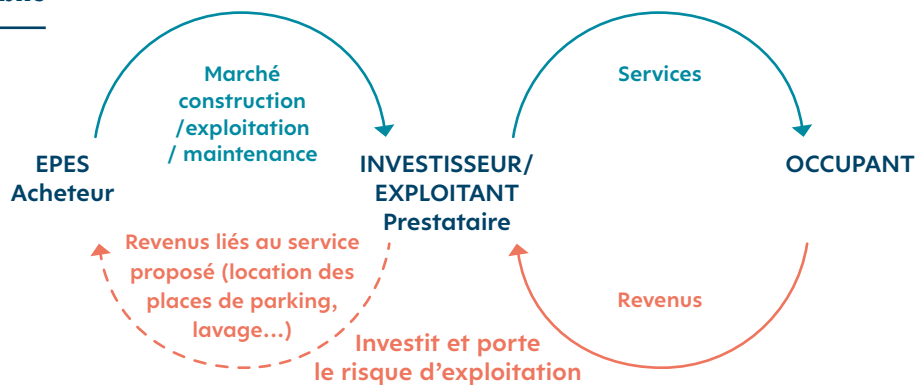 Marché
construction
/exploitation
/ maintenance
Services
EPES
Acheteur
INVESTISSEUR/
EXPLOITANT
Prestataire
OCCUPANT
Revenus liés au service
proposé (location des
places de parking,
lavage...)
Revenus
Investit et porte
le risque d’exploitation